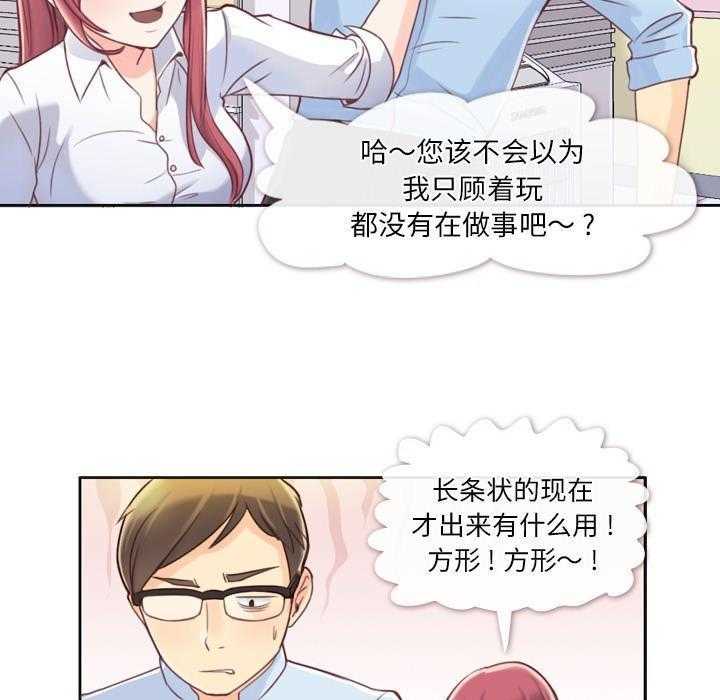 SAMSUNG
哈～您该不会以为
我只顾着玩
都没有在做事吧～?
长条状的现在
才出来有什么用!
方形!方形～!